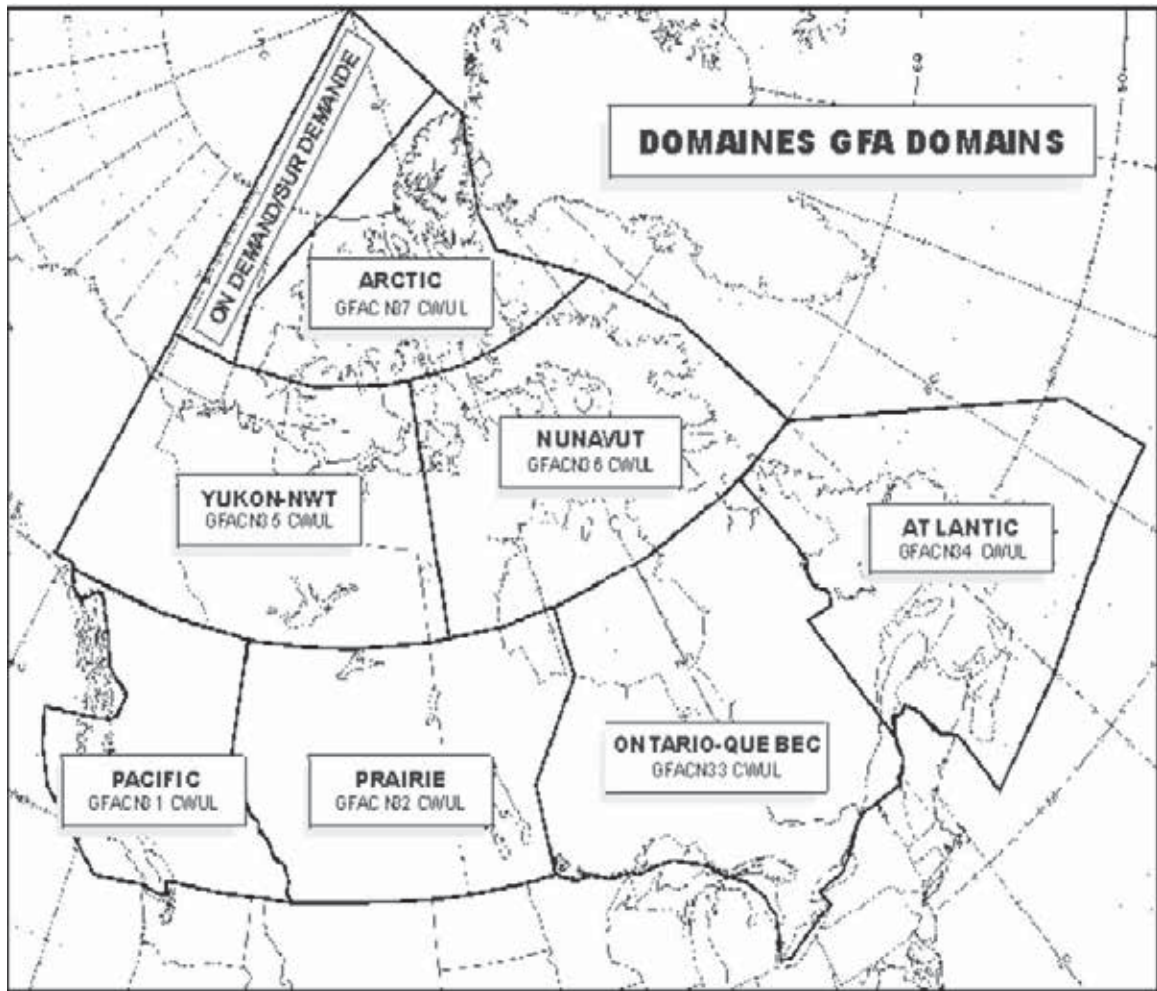 DOMAINES GFA DOMAINS
ON DEMAND/SUR DEMANDE
ARCTIC
GFACN37 CWUL
NUNAVUT
GFACN36 CWUL
YUKON-NWT
GFACN35 CWUL
ATLANTIC
GFACN34 CWUL
ONTARIO-QUEBEC
GFACN33 CWUL
PACIFIC
GFACN31 CWUL
PRAIRIE
GFACN32 CWUL